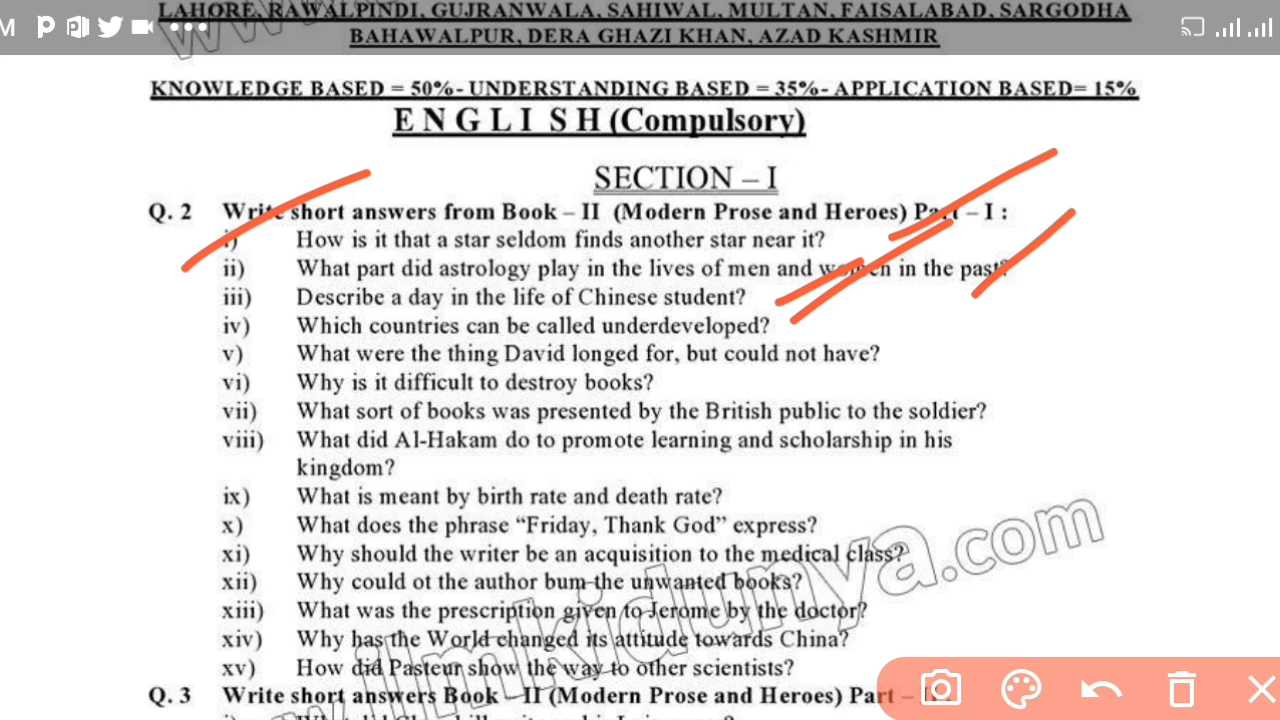 LAHORE, RAWALPINDI, GUJRANWALA, SAHIWAL, MULTAN, FAISALABAD, SARGODHA
BAHAWALPUR, DERA GHAZI KHAN, AZAD KASHMIR
KNOWLEDGE BASED = 50%- UNDERSTANDING BASED = 35%- APPLICATION BASED= 15%
E N G L I S H (Compulsory)
SECTION – I
Q. 2 Write short answers from Book – II (Modern Prose and Heroes) Part – I :
i) How is it that a star seldom finds another star near it?
ii) What part did astrology play in the lives of men and women in the past?
iii) Describe a day in the life of Chinese student?
iv) Which countries can be called underdeveloped?
v) What were the thing David longed for, but could not have?
vi) Why is it difficult to destroy books?
vii) What sort of books was presented by the British public to the soldier?
viii) What did Al-Hakam do to promote learning and scholarship in his
kingdom?
ix) What is meant by birth rate and death rate?
x) What does the phrase “Friday, Thank God” express?
xi) Why should the writer be an acquisition to the medical class?
xii) Why could ot the author bum the unwanted books?
xiii) What was the prescription given to Jerome by the doctor?
xiv) Why has the World changed its attitude towards China?
xv) How did Pasteur show the way to other scientists?
Q. 3 Write short answers Book – II (Modern Prose and Heroes) Part –
www.ilmkidunya.com